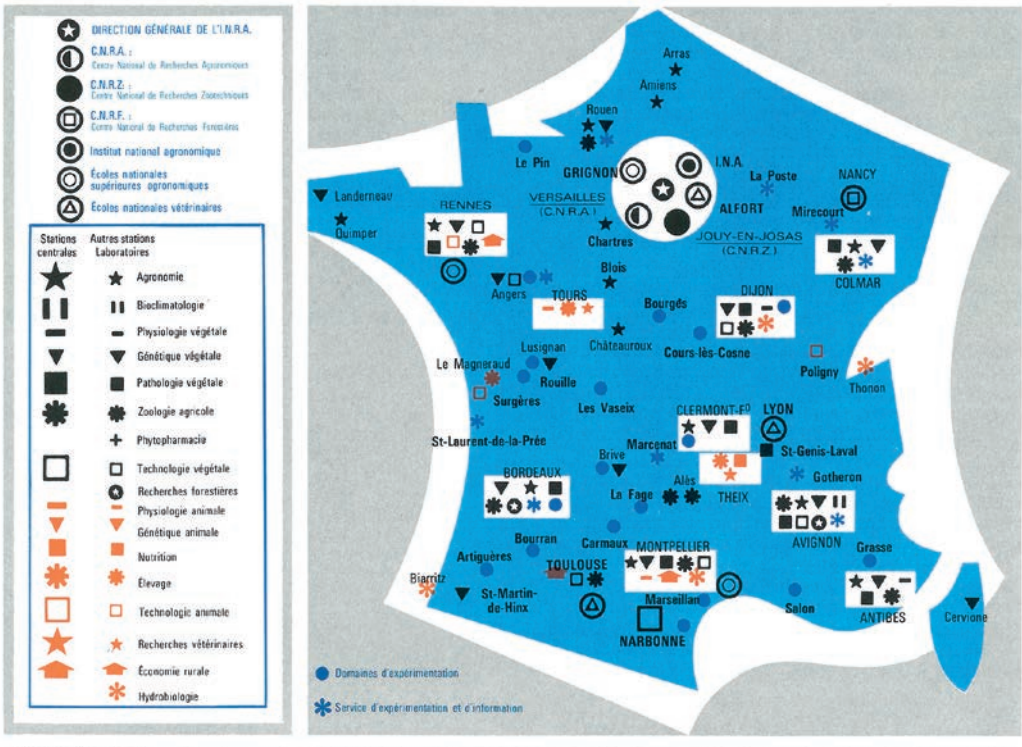 DIRECTION GÉNÉRALE DE L'I.N.R.A.
C.N.R.A. :
Centre National de Recherches Agronomiques
C.N.R.Z. :
Centre National de Recherches Zootechniques
C.N.R.F. :
Centre National de Recherches Forestières
Institut national agronomique
Écoles nationales
supérieures agronomiques
Écoles nationales vétérinaires
Stations
centrales
Autres stations
Laboratoires
Agronomie
Bioclimatologie
Physiologie végétale
Génétique végétale
Pathologie végétale
Zoologie agricole
Phytopharmacie
Technologie végétale
Recherches forestières
Physiologie animale
Génétique animale
Nutrition
Élevage
Technologie animale
Recherches vétérinaires
Économie rurale
Hydrobiologie
Arras
Amiens
Rouen
Le Pin
GRIGNON
I.N.A.
La Poste
NANCY
Landerneau
Quimper
RENNES
VERSAILLES
(C.N.R.A.)
ALFORT
Mirecourt
Chartres
JOUY-EN-JOSAS
(C.N.R.Z.)
COLMAR
Blois
Angers
TOURS
Bourgés
DIJON
Châteauroux
Cours-lès-Cosne
Lusignan
Le Magneraud
Rouille
Surgères
Poligny
Thonon
Les Vaseix
St-Laurent-de-la-Prée
CLERMONT-Fᴰ
LYON
Marcenat
St-Genis-Laval
Brive
BORDEAUX
Alès
La Fage
THEIX
Gotheron
Carmaux
AVIGNON
Bourran
MONTPELLIER
Artiguères
TOULOUSE
Grasse
Biarritz
St-Martin-
de-Hinx
Marseillan
Salon
ANTIBES
NARBONNE
Cervione
Domaines d'expérimentation
Service d'expérimentation et d'information